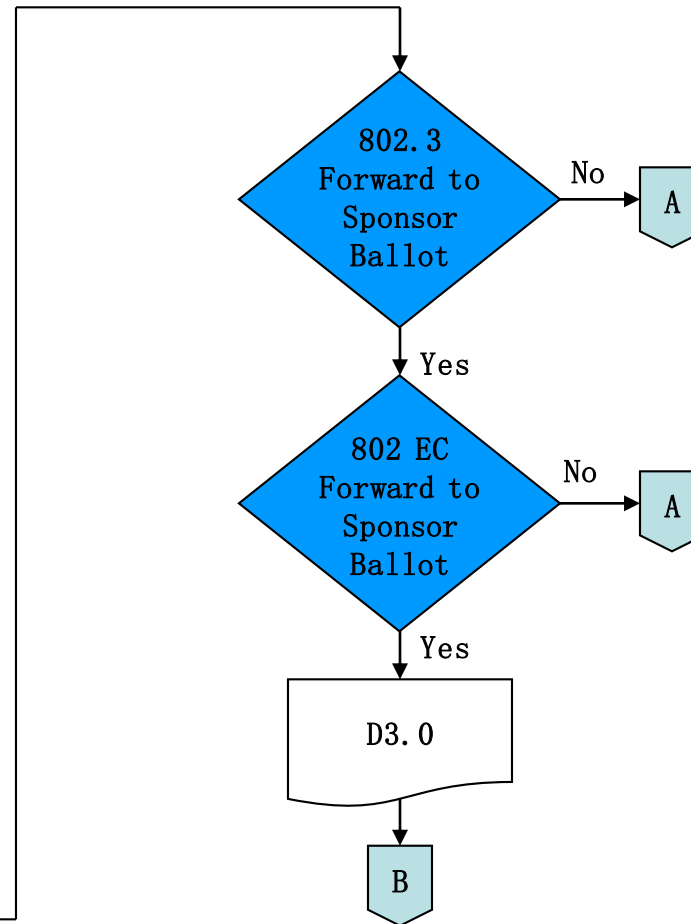 802.3
Forward to
Sponsor
Ballot
No
A
Yes
802 EC
Forward to
Sponsor
Ballot
No
A
Yes
D3.0
B